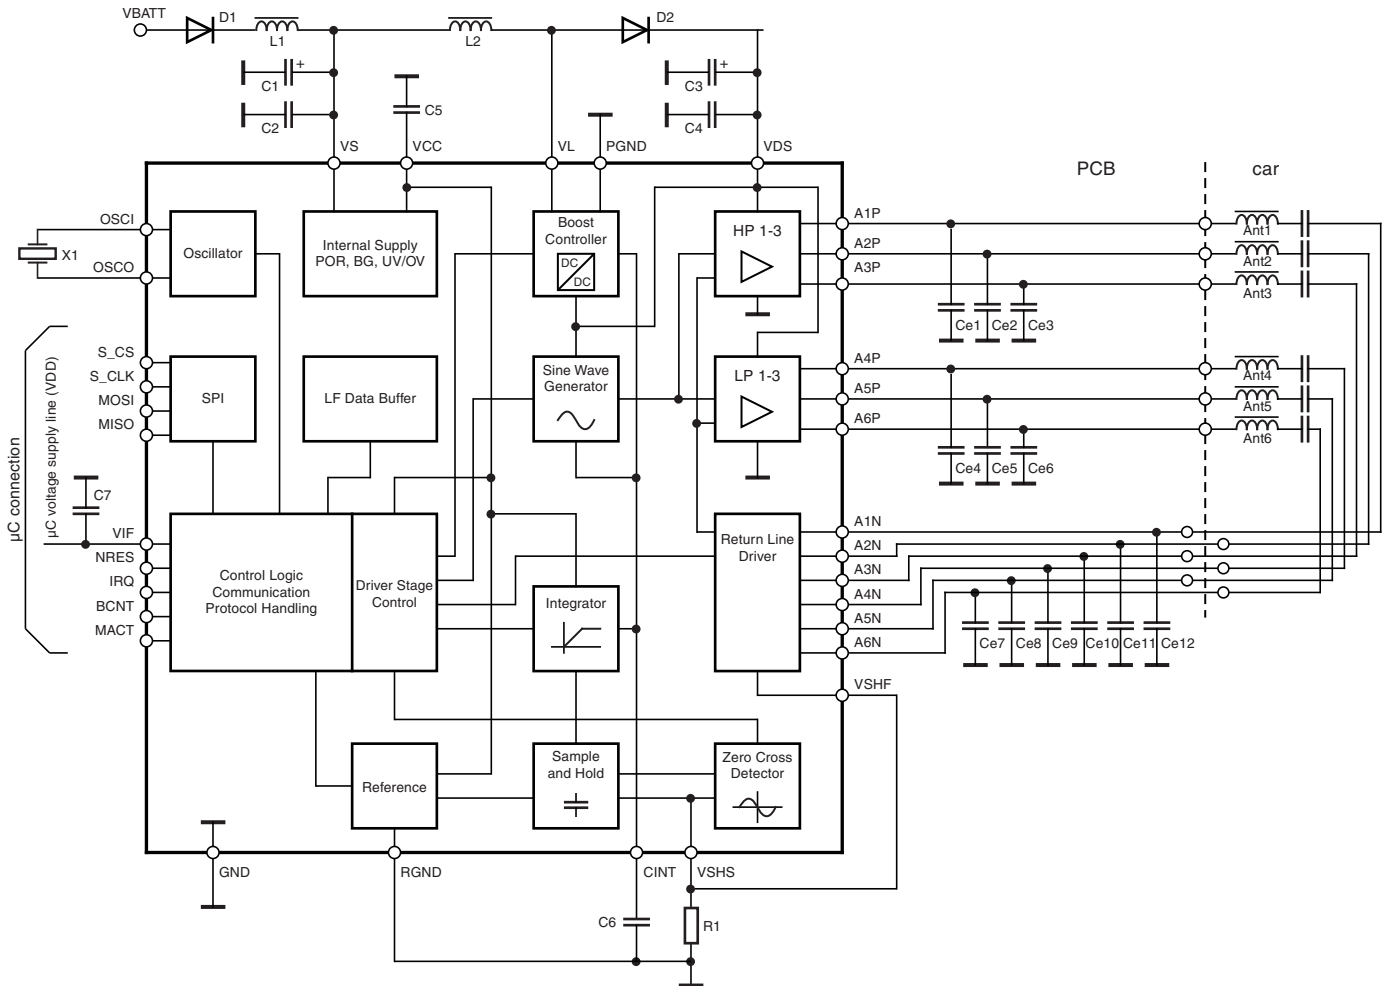 VBATT
D1
L1
L2
D2
C1
+
C2
C5
C3
+
C4
VS
VCC
VL
PGND
VDS
PCB
car
OSCI
X1
OSCO
Oscillator
Internal Supply
POR, BG, UV/OV
Boost
Controller
DC
DC
HP 1-3
A1P
A2P
A3P
Ant1
Ant2
Ant3
Ce1
Ce2
Ce3
µC connection
µC voltage supply line (VDD)
S_CS
S_CLK
MOSI
MISO
SPI
LF Data Buffer
Sine Wave
Generator
LP 1-3
A4P
A5P
A6P
Ant4
Ant5
Ant6
Ce4
Ce5
Ce6
C7
VIF
NRES
IRQ
BCNT
MACT
Control Logic
Communication
Protocol Handling
Driver Stage
Control
Integrator
Return Line
Driver
A1N
A2N
A3N
A4N
A5N
A6N
VSHF
Ce7
Ce8
Ce9
Ce10
Ce11
Ce12
Reference
Sample
and Hold
Zero Cross
Detector
GND
RGND
CINT
VSHS
C6
R1